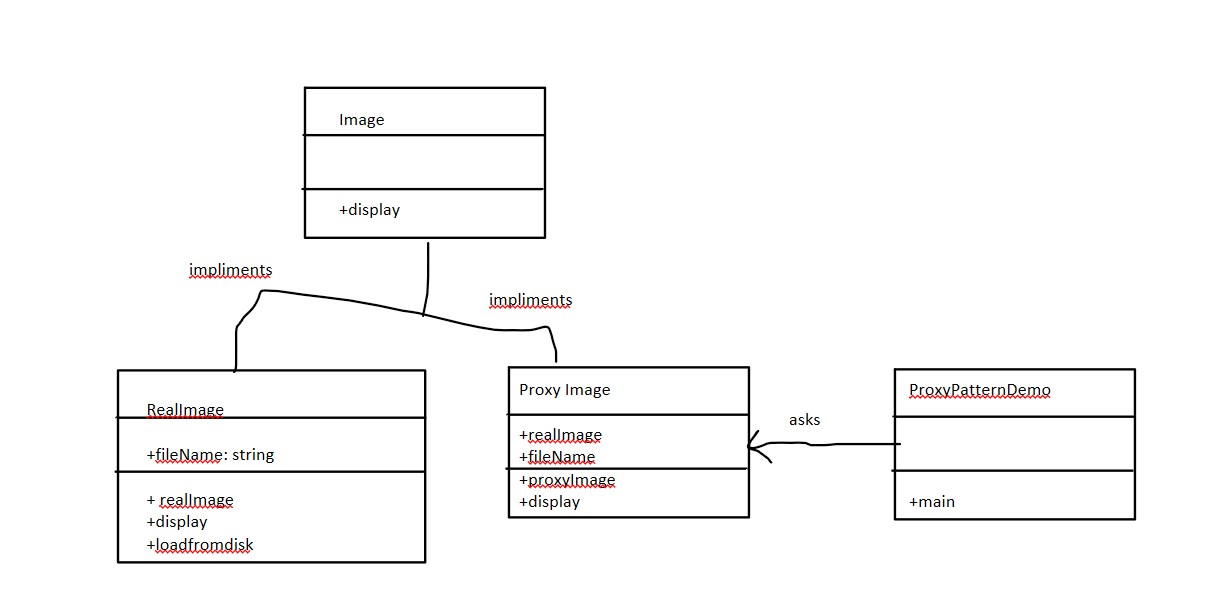 Image
+display
impliments
impliments
RealImage
+fileName: string
+ realImage
+display
+loadfromdisk
Proxy Image
+realImage
+fileName
+proxyImage
+display
asks
ProxyPatternDemo
+main